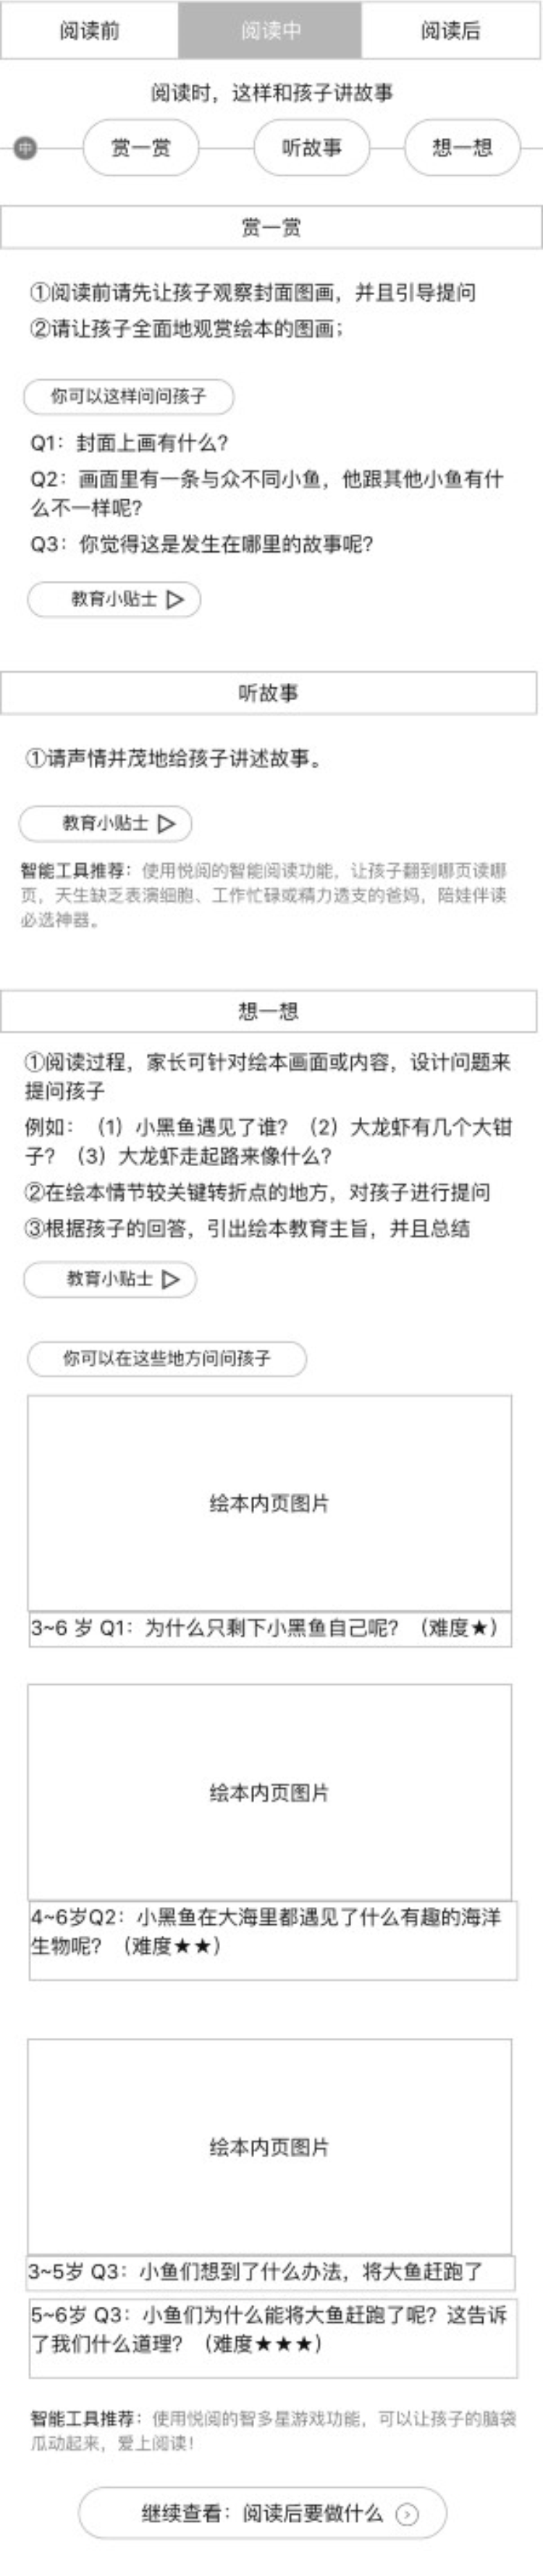 阅读前 阅读中 阅读后
阅读时，这样和孩子讲故事
中 赏一赏 听故事 想一想
赏一赏
①阅读前请先让孩子观察封面图画，并且引导提问
②请让孩子全面地观赏绘本的图画；
你可以这样问问孩子
Q1：封面上画有什么？
Q2：画面里有一条与众不同小鱼，他跟其他小鱼有什
么不一样呢？
Q3：你觉得这是发生在哪里的故事呢？
教育小贴士
听故事
①请声情并茂地给孩子讲述故事。
教育小贴士
智能工具推荐：使用悦阅的智能阅读功能，让孩子翻到哪页读哪
页，天生缺乏表演细胞、工作忙碌或精力透支的爸妈，陪娃伴读
必选神器。
想一想
①阅读过程，家长可针对绘本画面或内容，设计问题来
提问孩子
例如：（1）小黑鱼遇见了谁？（2）大龙虾有几个大钳
子？（3）大龙虾走起路来像什么？
②在绘本情节较关键转折点的地方，对孩子进行提问
③根据孩子的回答，引出绘本教育主旨，并且总结
教育小贴士
你可以在这些地方问问孩子
绘本内页图片
3~6 岁 Q1：为什么只剩下小黑鱼自己呢？（难度★）
绘本内页图片
4~6岁Q2：小黑鱼在大海里都遇见了什么有趣的海洋
生物呢？（难度★★）
绘本内页图片
3~5岁 Q3：小鱼们想到了什么办法，将大鱼赶跑了
5~6岁 Q3：小鱼们为什么能将大鱼赶跑了呢？这告诉
了我们什么道理？（难度★★★）
智能工具推荐：使用悦阅的智多星游戏功能，可以让孩子的脑袋
瓜动起来，爱上阅读！
继续查看：阅读后要做什么